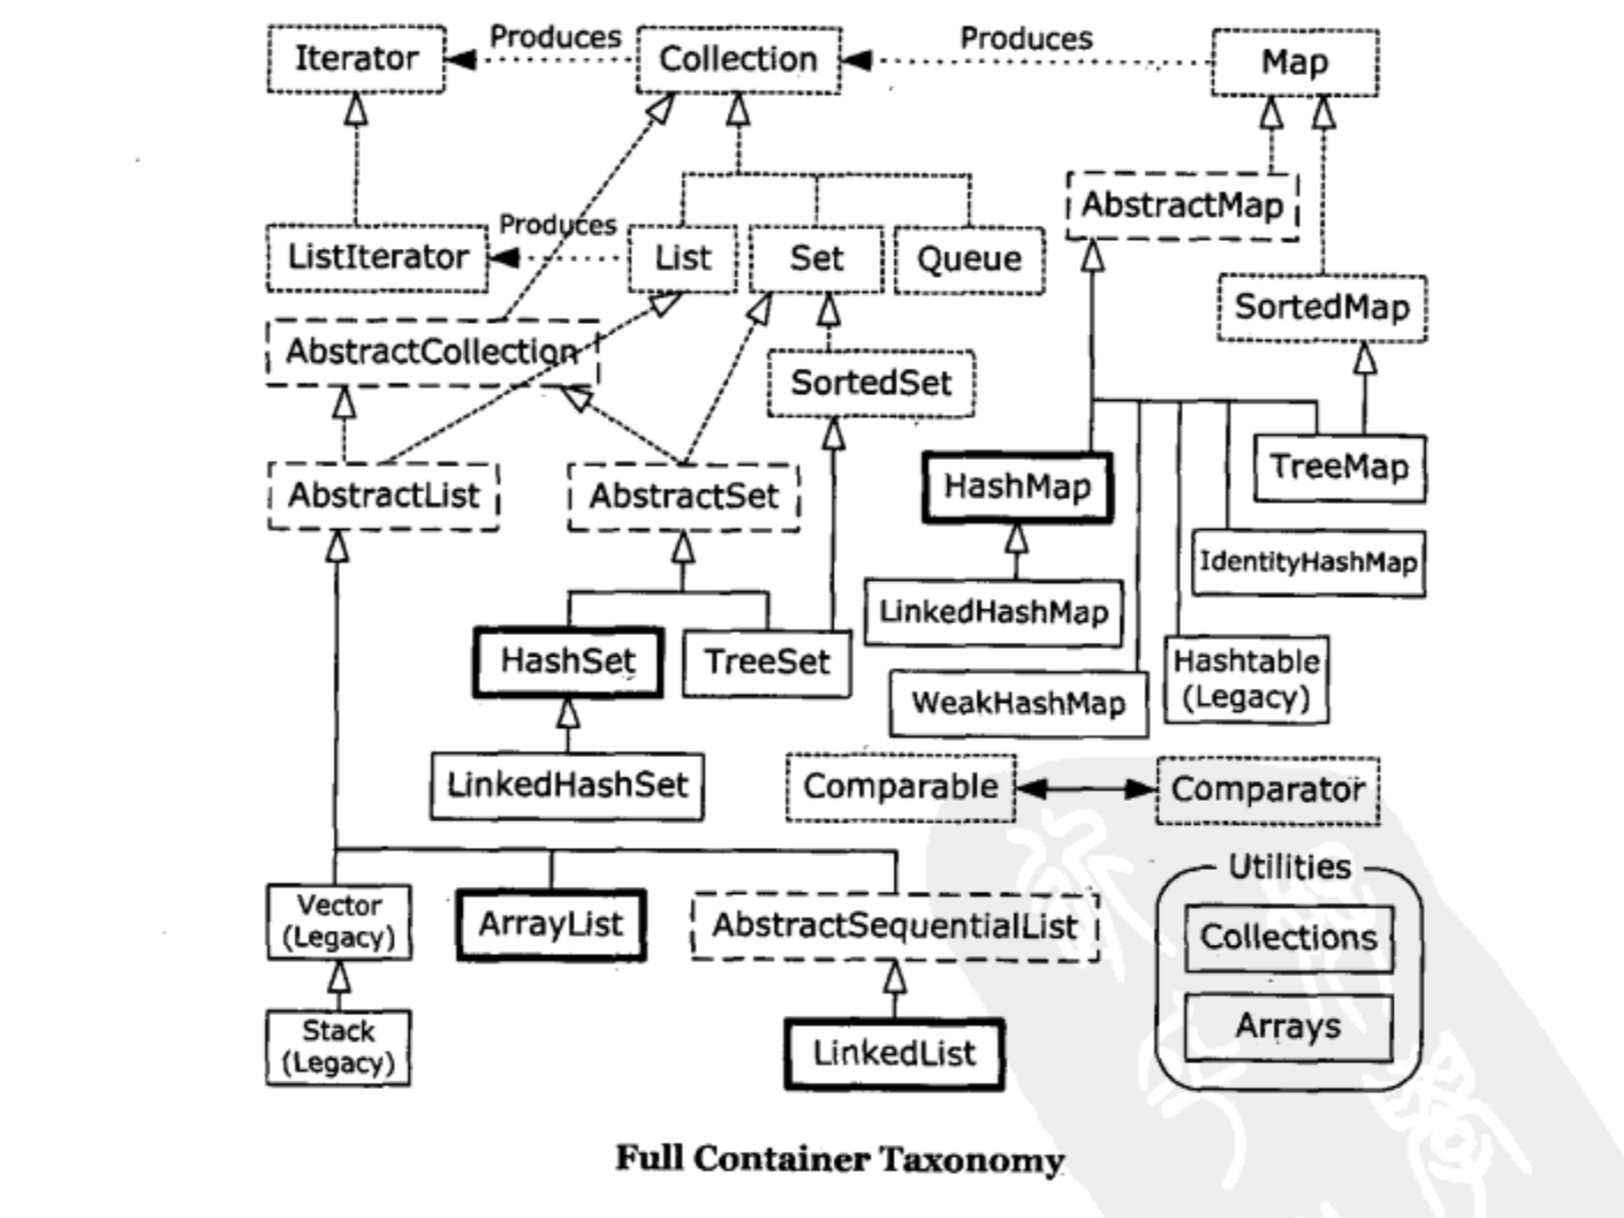 Produces
Produces
Iterator
Collection
Map
AbstractMap
Produces
ListIterator
List
Set
Queue
SortedMap
AbstractCollection
SortedSet
TreeMap
HashMap
AbstractList
AbstractSet
IdentityHashMap
LinkedHashMap
HashSet
TreeSet
Hashtable
(Legacy)
WeakHashMap
LinkedHashSet
Comparable
Comparator
Utilities
Vector
(Legacy)
ArrayList
AbstractSequentialList
Collections
Arrays
Stack
(Legacy)
LinkedList
Full Container Taxonomy